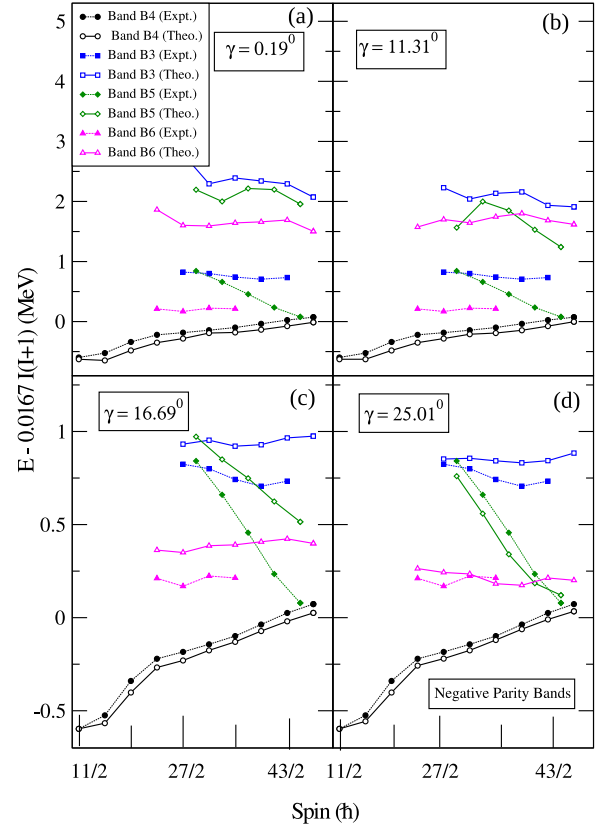 (a)
(b)
γ = 0.19⁰
γ = 11.31⁰
Band B4 (Expt.)
Band B4 (Theo.)
Band B3 (Expt.)
Band B3 (Theo.)
Band B5 (Expt.)
Band B5 (Theo.)
Band B6 (Expt.)
Band B6 (Theo.)
5
4
3
2
1
0
E - 0.0167 I(I+1) (MeV)
(c)
(d)
γ = 16.69⁰
γ = 25.01⁰
1
0.5
0
-0.5
Negative Parity Bands
11/2 27/2 43/2 11/2 27/2 43/2
Spin (ħ)